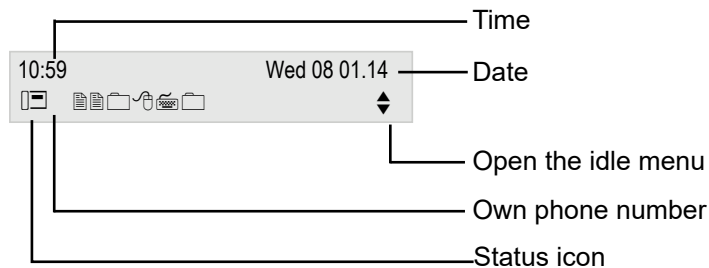 Time
10:59 Wed 08 01.14
Date
🗎🗎🗀🖰🖮🗀
Open the idle menu
Own phone number
Status icon